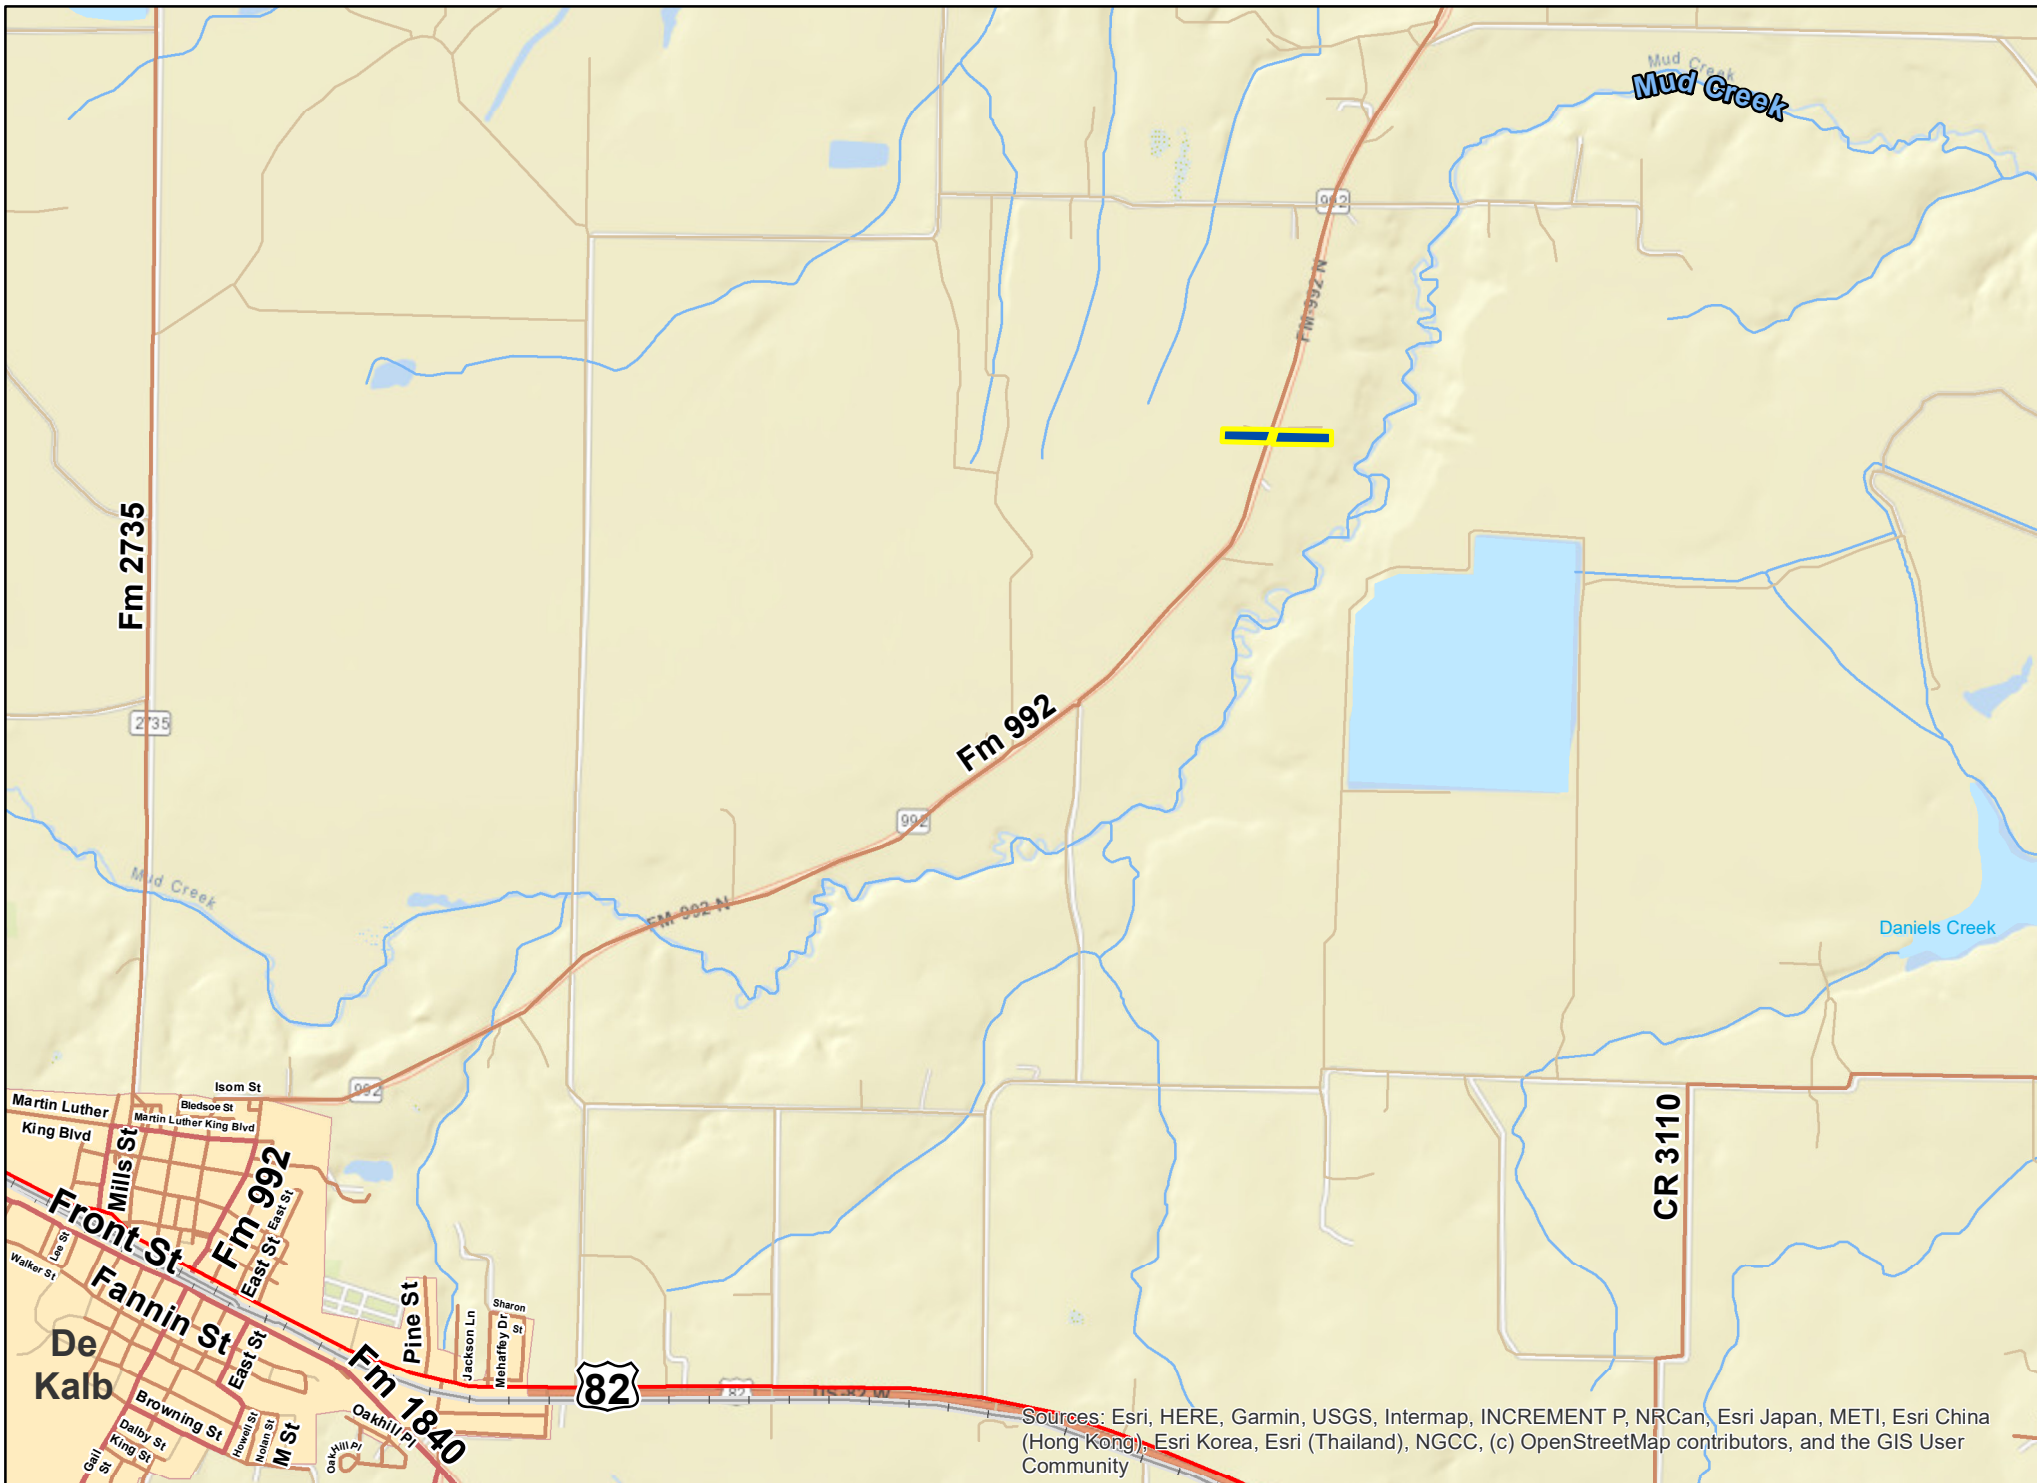 Mud Creek
Mud Creek
992
FM-992 N
Fm 2735
2735
Fm 992
992
Mud Creek
FM-992 N
Daniels Creek
992
Isom St
Martin Luther
King Blvd
Bledsoe St
Martin Luther King Blvd
Mills St
Fm 992
East St
East St
CR 3110
Front St
Lee St
Walker St
Fannin St
East St
De
Kalb
Pine St
Jackson Ln
Mehaffey Dr
Sharon
St
Fm 1840
82
82
US-82 W
Browning St
Dalby St
King St
Gail
St
Howell St
Nolan St
M St
Oakhill Pl
Oak Hill Pl
Sources: Esri, HERE, Garmin, USGS, Intermap, INCREMENT P, NRCan, Esri Japan, METI, Esri China
(Hong Kong), Esri Korea, Esri (Thailand), NGCC, (c) OpenStreetMap contributors, and the GIS User
Community